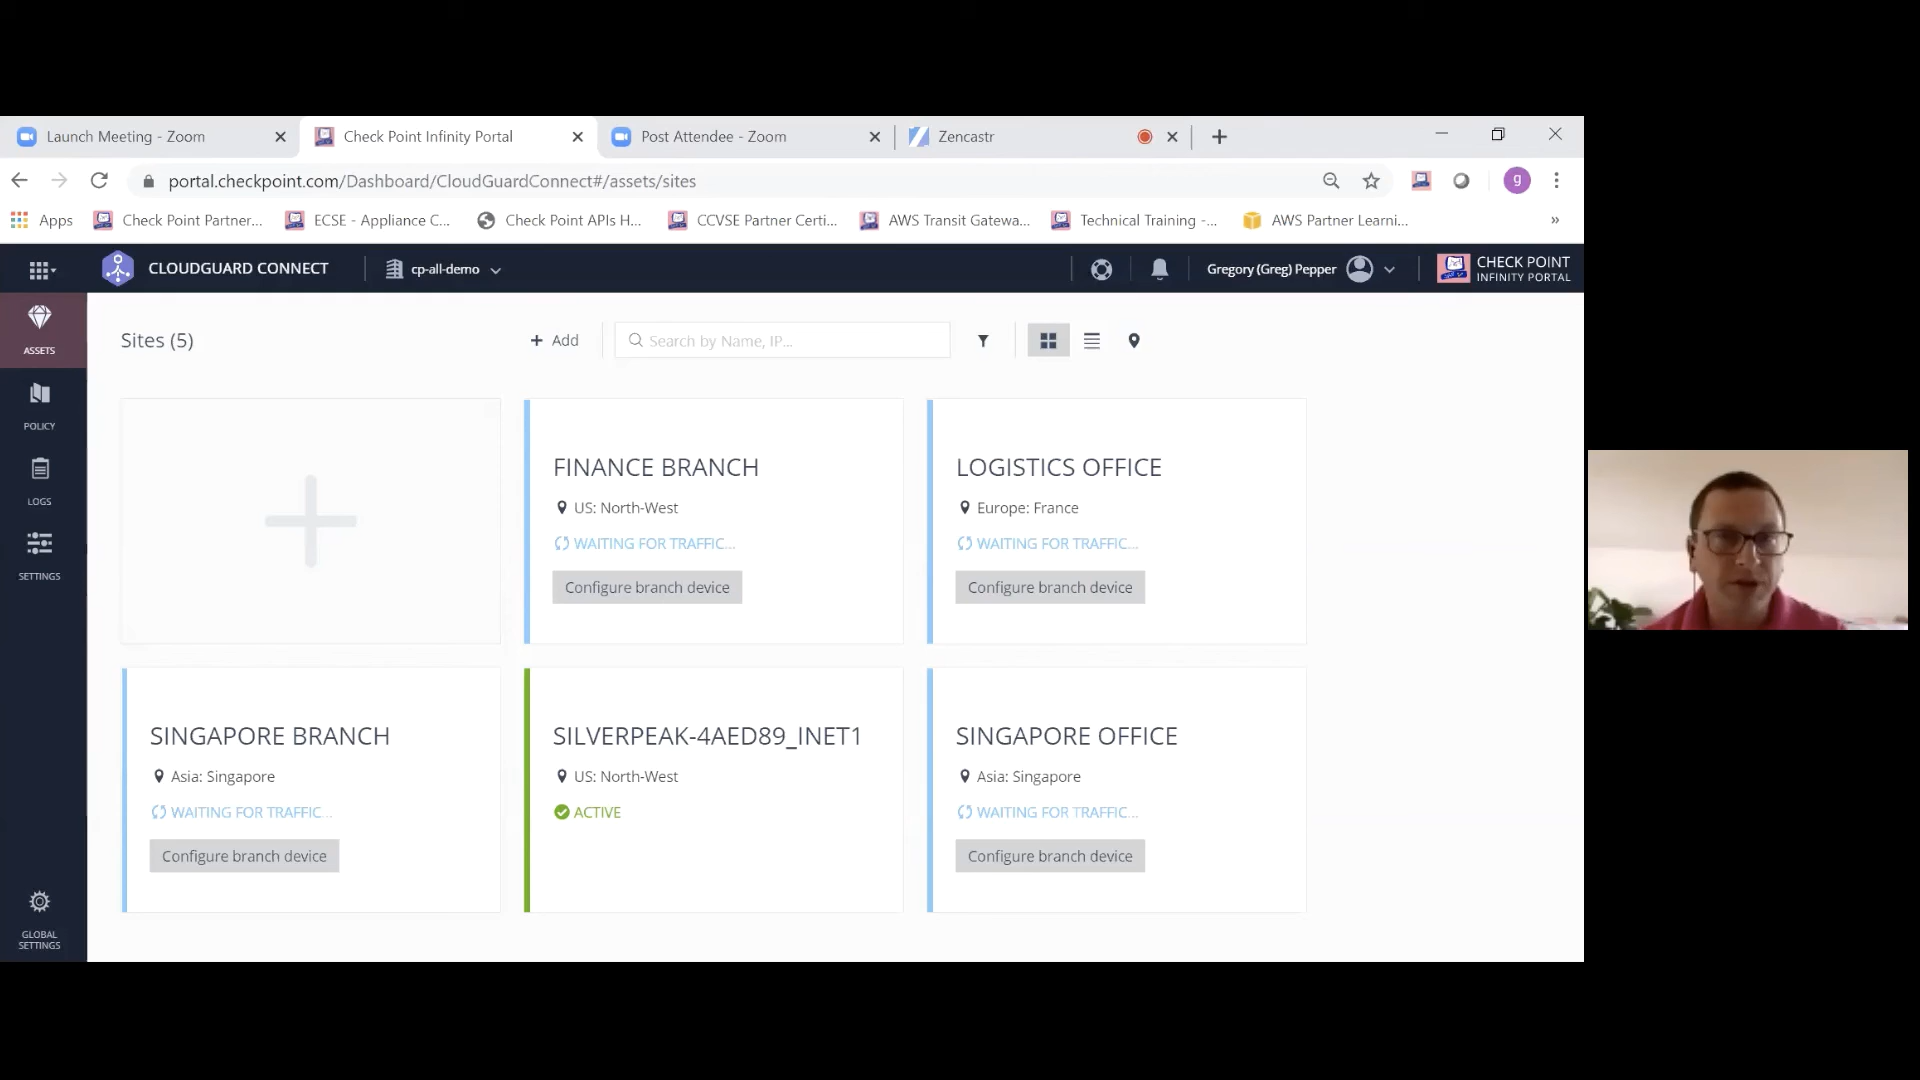 Launch Meeting - Zoom
Check Point Infinity Portal
Post Attendee - Zoom
Zencastr
portal.checkpoint.com/Dashboard/CloudGuardConnect#/assets/sites
g
Apps
Check Point Partner...
ECSE - Appliance C...
Check Point APIs H...
CCVSE Partner Certi...
AWS Transit Gatewa...
Technical Training -...
AWS Partner Learni...
»
CLOUDGUARD CONNECT
cp-all-demo
Gregory (Greg) Pepper
CHECK POINT
INFINITY PORTAL
ASSETS
POLICY
LOGS
SETTINGS
GLOBAL
SETTINGS
Sites (5)
+ Add
Search by Name, IP...
FINANCE BRANCH
US: North-West
WAITING FOR TRAFFIC...
Configure branch device
LOGISTICS OFFICE
Europe: France
WAITING FOR TRAFFIC...
Configure branch device
SINGAPORE BRANCH
Asia: Singapore
WAITING FOR TRAFFIC...
Configure branch device
SILVERPEAK-4AED89_INET1
US: North-West
ACTIVE
SINGAPORE OFFICE
Asia: Singapore
WAITING FOR TRAFFIC...
Configure branch device